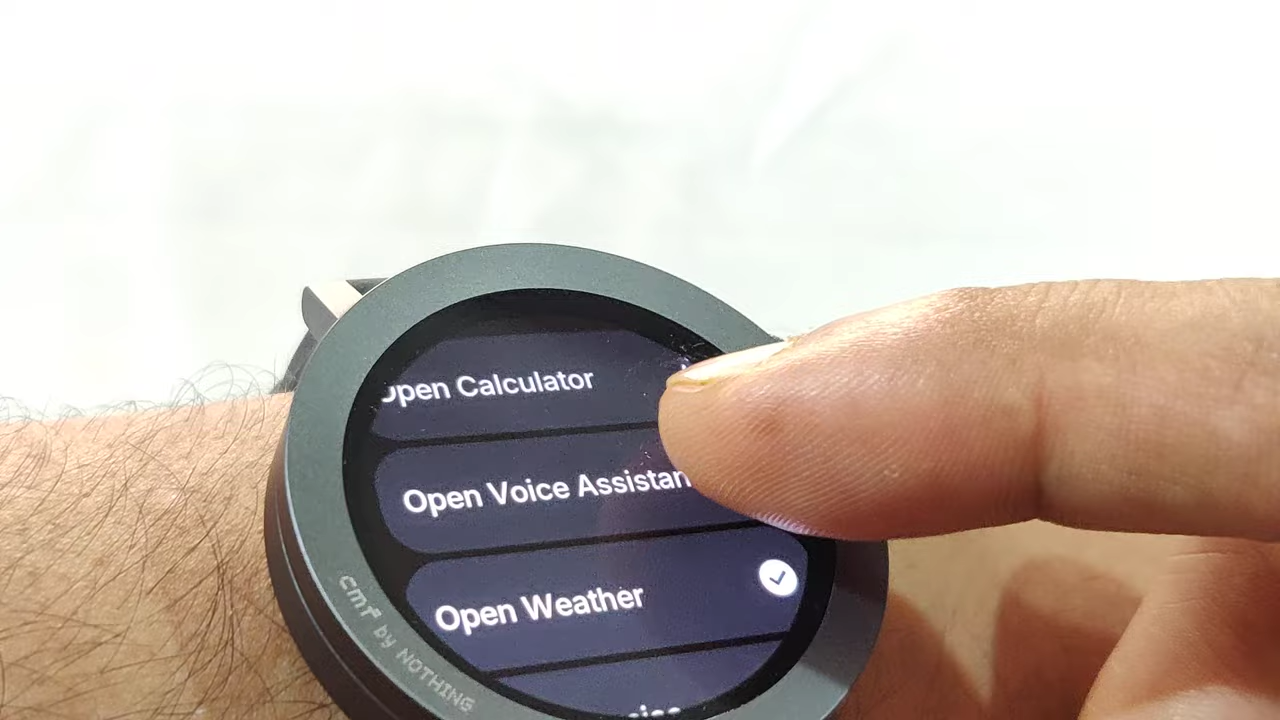 Open Calculator
Open Voice Assistan
Open Weather
cmf by NOTHING